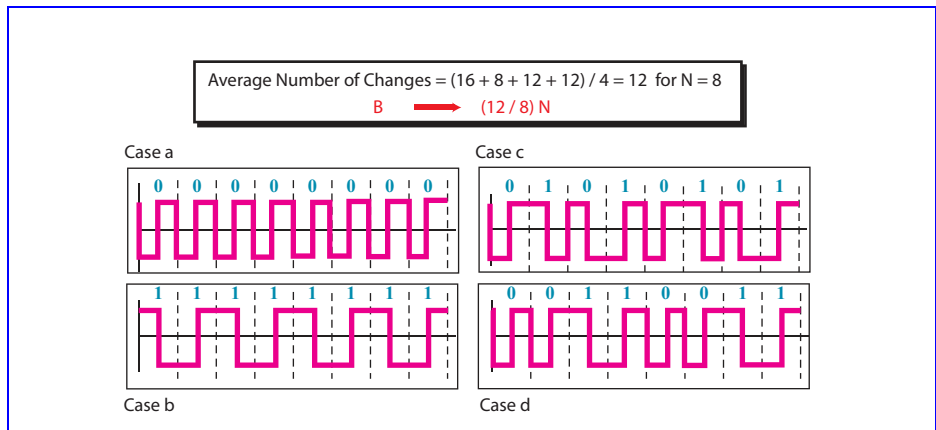 Average Number of Changes = (16 + 8 + 12 + 12) / 4 = 12 for N = 8
B (12 / 8) N
Case a
0 0 0 0 0 0 0 0
Case c
0 1 0 1 0 1 0 1
1 1 1 1 1 1 1 1
Case b
0 0 1 1 0 0 1 1
Case d